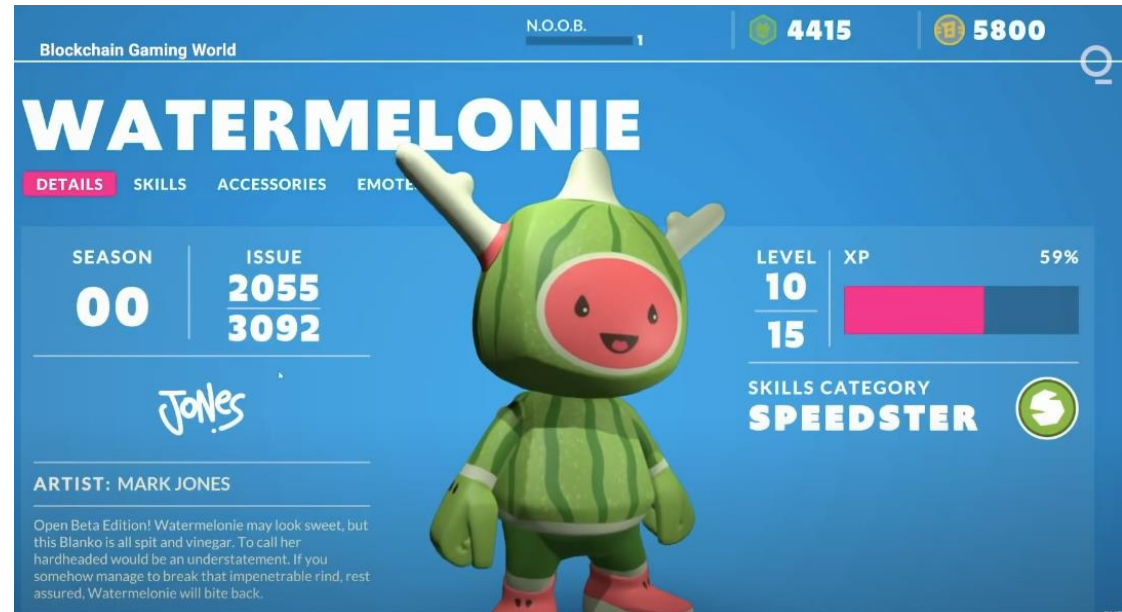 Blockchain Gaming World
N.O.O.B.
1
4415
5800
WATERMELONIE
DETAILS SKILLS ACCESSORIES EMOTE
SEASON
00
ISSUE
2055
3092
JONES
ARTIST: MARK JONES
Open Beta Edition! Watermelonie may look sweet, but
this Blanko is all spit and vinegar. To call her
hardheaded would be an understatement. If you
somehow manage to break that impenetrable rind, rest
assured, Watermelonie will bite back.
LEVEL
10
15
XP 59%
SKILLS CATEGORY
SPEEDSTER